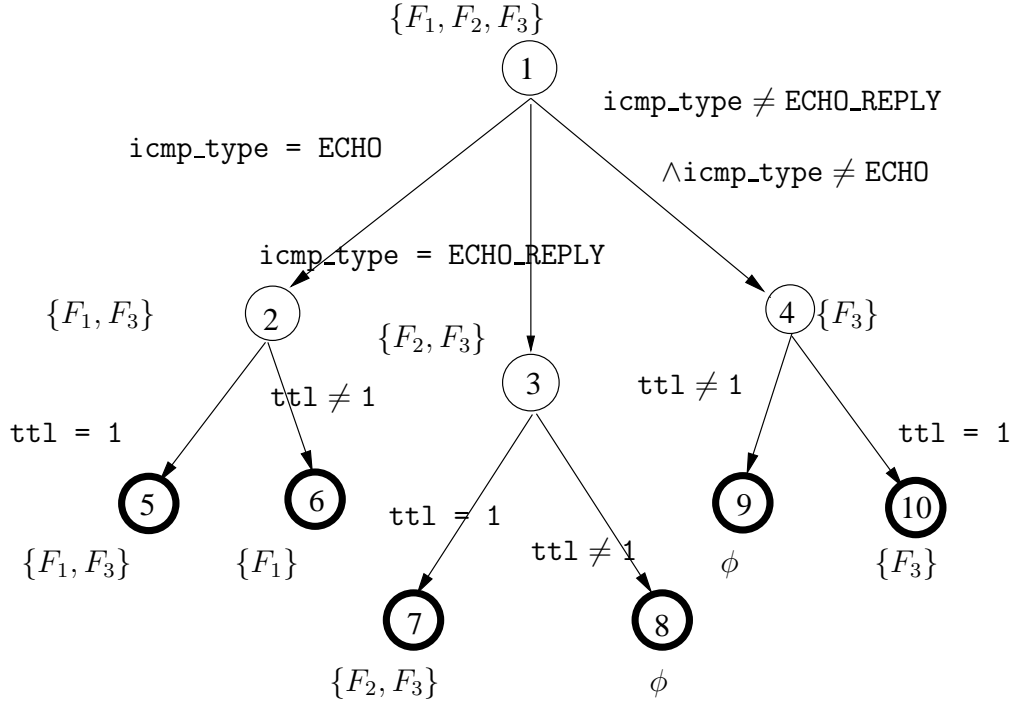 {F₁, F₂, F₃}
1
icmp_type ≠ ECHO_REPLY
icmp_type = ECHO
∧icmp_type ≠ ECHO
icmp_type = ECHO_REPLY
{F₁, F₃}
2
4
{F₃}
{F₂, F₃}
3
ttl ≠ 1
ttl ≠ 1
ttl = 1
ttl = 1
5
6
9
10
ttl = 1
ttl ≠ 1
{F₁, F₃}
{F₁}
ϕ
{F₃}
7
8
{F₂, F₃}
ϕ